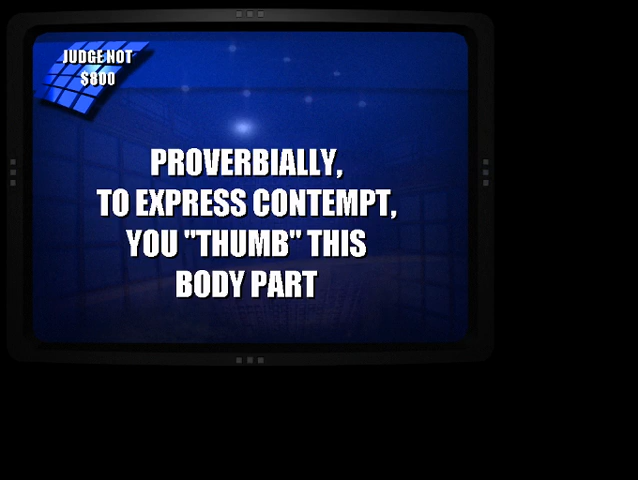 JUDGE NOT
$800
PROVERBIALLY,
TO EXPRESS CONTEMPT,
YOU "THUMB" THIS
BODY PART